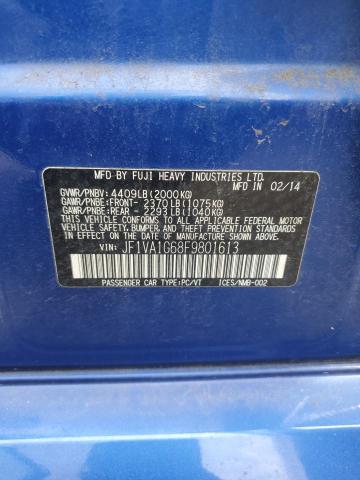 MFD BY FUJI HEAVY INDUSTRIES LTD.
MFD IN 02/14
GVWR/PNBV: 4409LB(2000KG)
GAWR/PNBE:FRONT- 2370LB(1075KG)
GAWR/PNBE:REAR - 2293LB(1040KG)
THIS VEHICLE CONFORMS TO ALL APPLICABLE FEDERAL MOTOR
VEHICLE SAFETY, BUMPER, AND THEFT PREVENTION STANDARDS
IN EFFECT ON THE DATE OF MANUFACTURE SHOWN ABOVE.
VIN: JF1VA1G68F9801613
PASSENGER CAR TYPE:PC/VT ICES/NMB-002